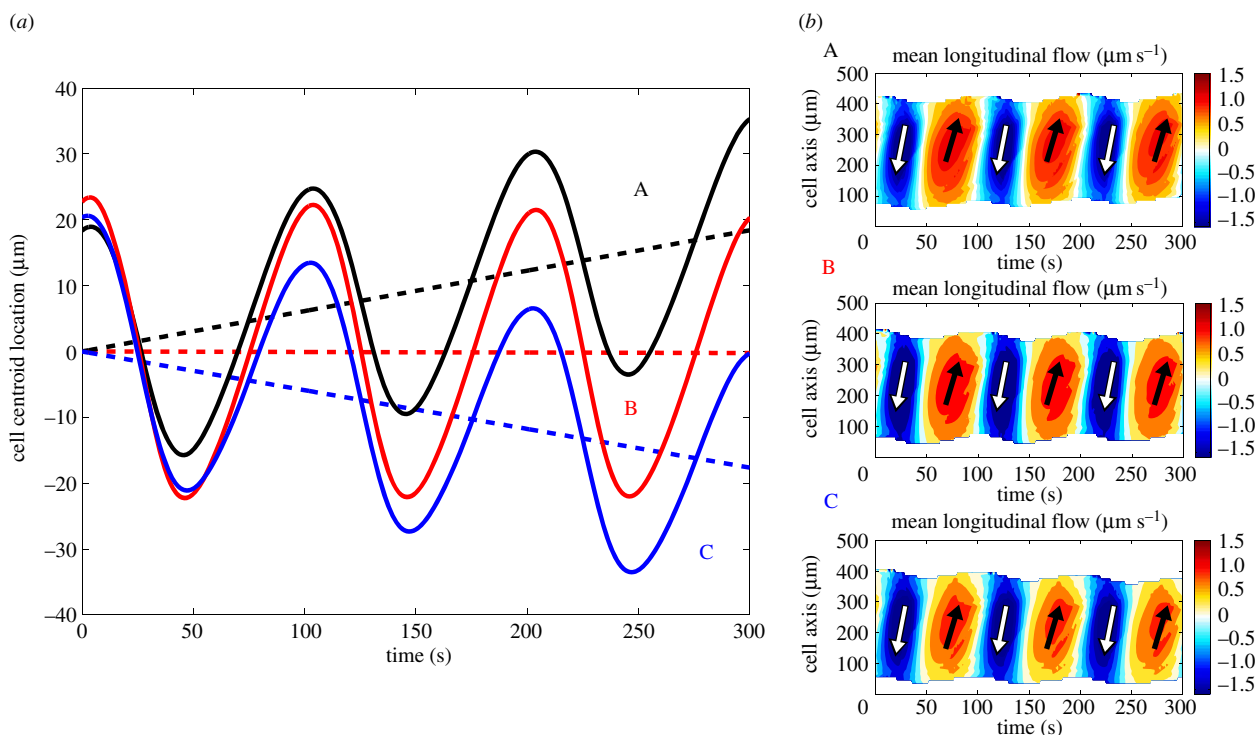 (a)
cell centroid location (µm)
40
30
20
10
0
–10
–20
–30
–40
A
B
C
0 50 100 150 200 250 300
time (s)
(b)
A
mean longitudinal flow (µm s–1)
cell axis (µm)
500
400
300
200
100
0 50 100 150 200 250 300
time (s)
1.5
1.0
0.5
0
–0.5
–1.0
–1.5
B
mean longitudinal flow (µm s–1)
cell axis (µm)
500
400
300
200
100
0 50 100 150 200 250 300
time (s)
1.5
1.0
0.5
0
–0.5
–1.0
–1.5
C
mean longitudinal flow (µm s–1)
cell axis (µm)
500
400
300
200
100
0 50 100 150 200 250 300
time (s)
1.5
1.0
0.5
0
–0.5
–1.0
–1.5